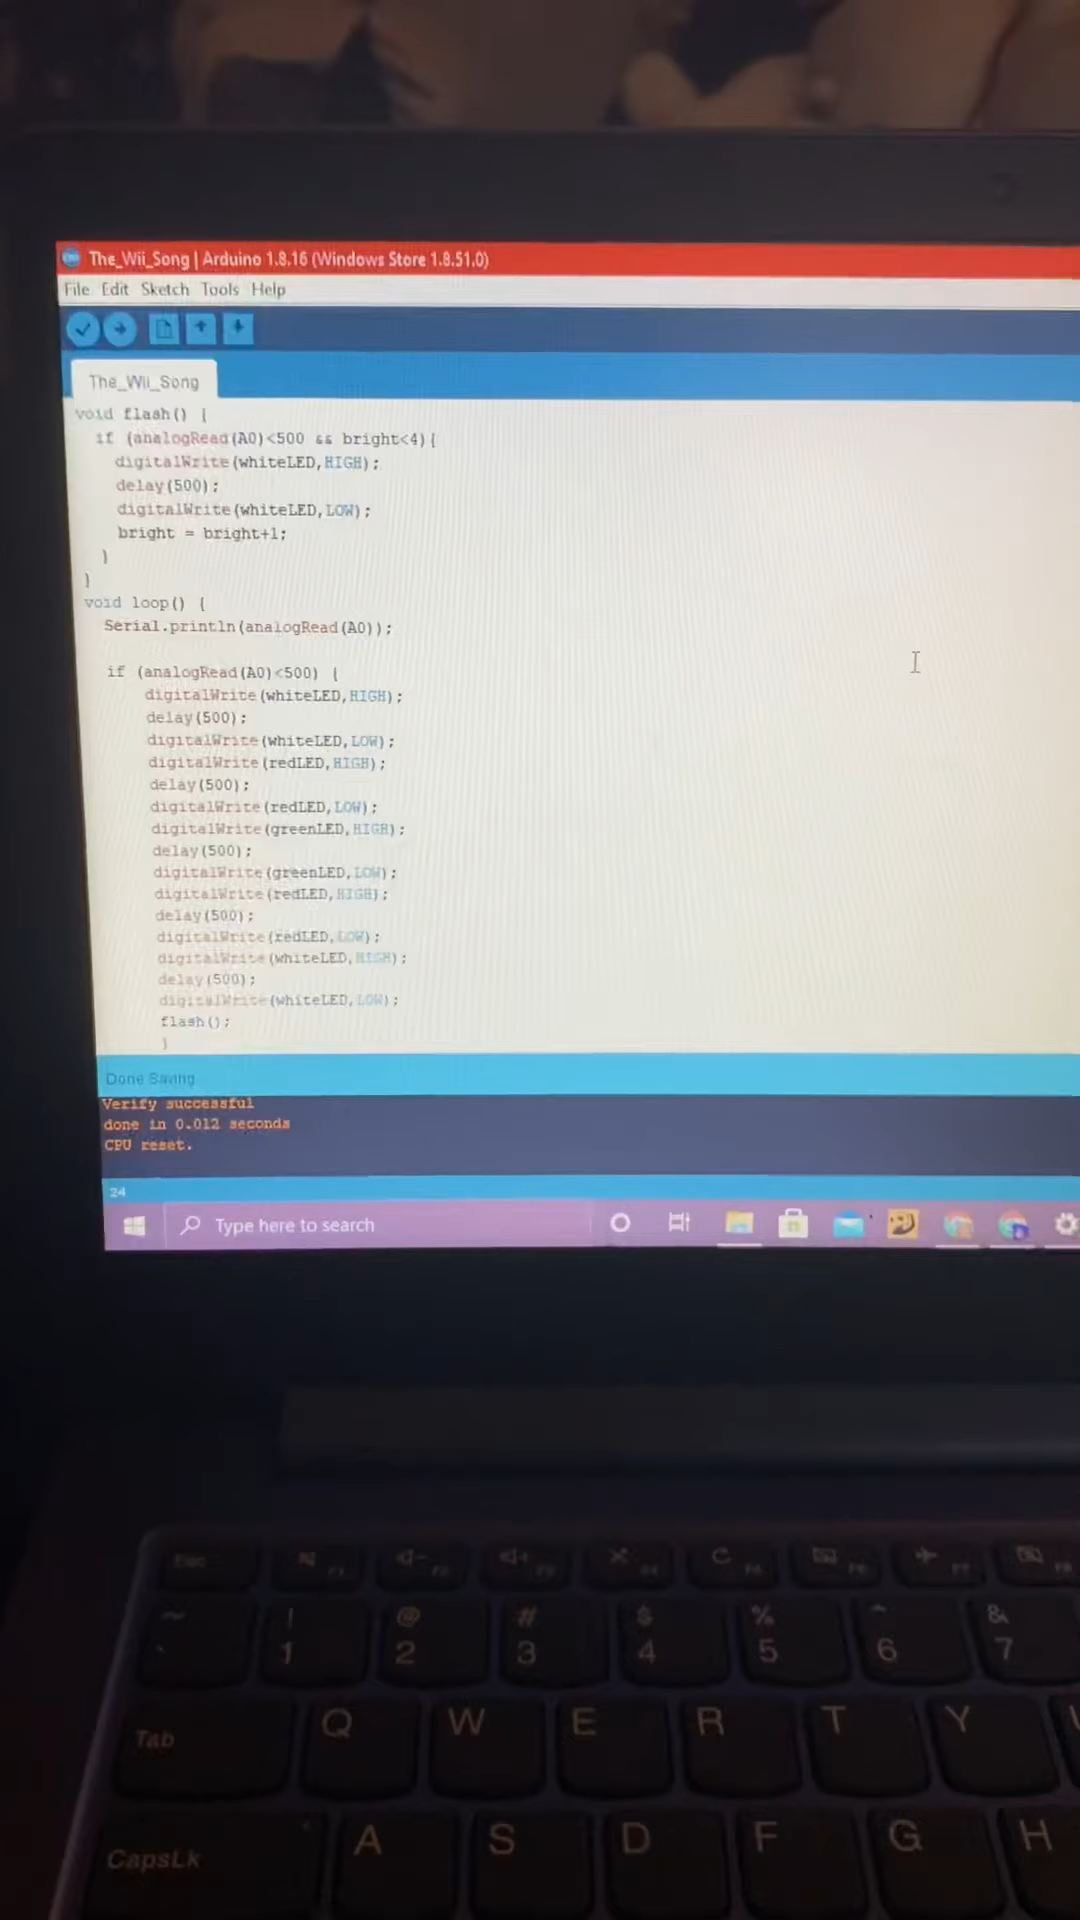 The_Wii_Song | Arduino 1.8.16 (Windows Store 1.8.51.0)
File Edit Sketch Tools Help
The_Wii_Song
void flash() {
if (analogRead(A0)<500 && bright<4){
digitalWrite(whiteLED,HIGH);
delay(500);
digitalWrite(whiteLED,LOW);
bright = bright+1;
}
}
void loop() {
Serial.println(analogRead(A0));
if (analogRead(A0)<500) {
digitalWrite(whiteLED,HIGH);
delay(500);
digitalWrite(whiteLED,LOW);
digitalWrite(redLED,HIGH);
delay(500);
digitalWrite(redLED,LOW);
digitalWrite(greenLED,HIGH);
delay(500);
digitalWrite(greenLED,LOW);
digitalWrite(redLED,HIGH);
delay(500);
digitalWrite(redLED,LOW);
digitalWrite(whiteLED,HIGH);
delay(500);
digitalWrite(whiteLED,LOW);
flash();
}
Done Saving
Verify successful
done in 0.012 seconds
CPU reset.
24
Type here to search
Esc
~ ! @ # $ % ^ &
` 1 2 3 4 5 6 7
Tab Q W E R T Y
CapsLk A S D F G H